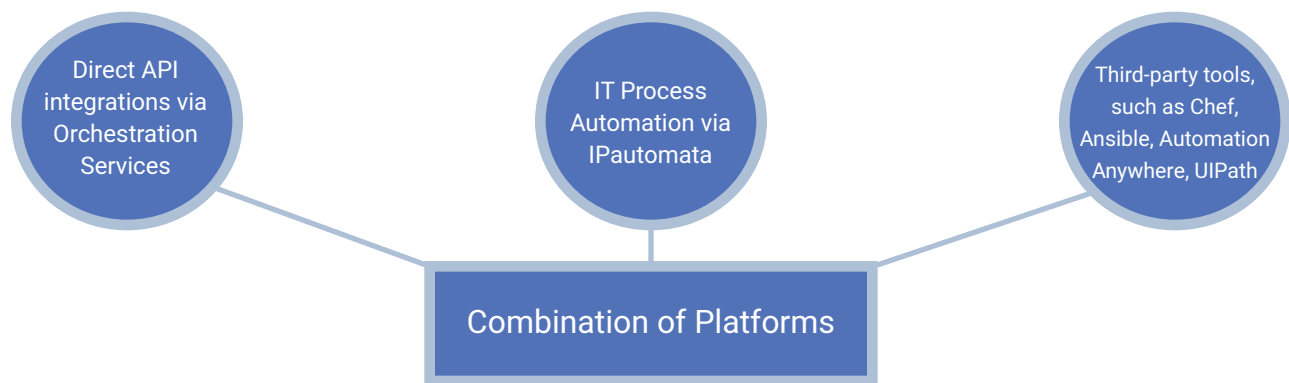 Direct API
integrations via
Orchestration
Services
IT Process
Automation via
IPautomata
Third-party tools,
such as Chef,
Ansible, Automation
Anywhere, UIPath
Combination of Platforms